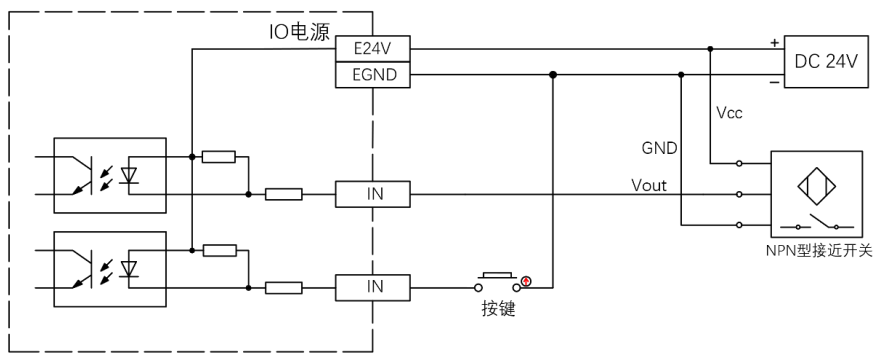 IO电源
E24V
EGND
+
DC 24V
−
Vcc
GND
IN
Vout
NPN型接近开关
IN
按键